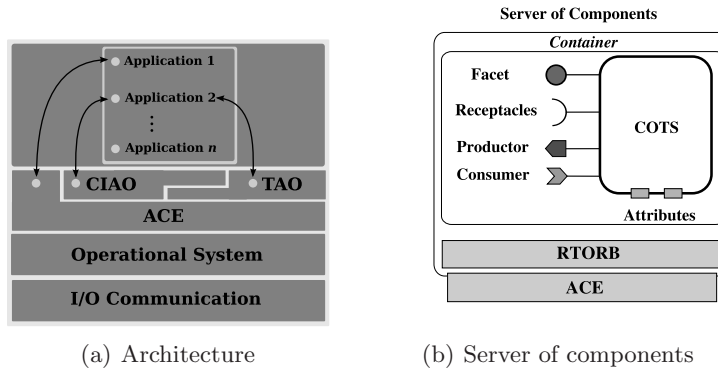 Application 1
Application 2
Application n
CIAO
TAO
ACE
Operational System
I/O Communication
(a) Architecture
Server of Components
Container
Facet
Receptacles
Productor
Consumer
COTS
Attributes
RTORB
ACE
(b) Server of components